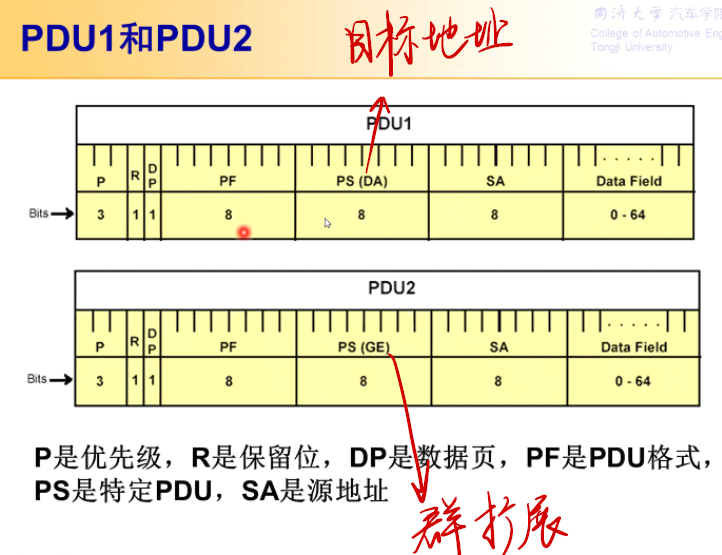 PDU1和PDU2
目标地址
同济大学 汽车学院
College of Automotive Eng
Tongji University
PDU1
P R DP PF PS (DA) SA Data Field
Bits 3 1 1 8 8 8 0 - 64
PDU2
P R DP PF PS (GE) SA Data Field
Bits 3 1 1 8 8 8 0 - 64
P是优先级，R是保留位，DP是数据页，PF是PDU格式，
PS是特定PDU，SA是源地址
群扩展